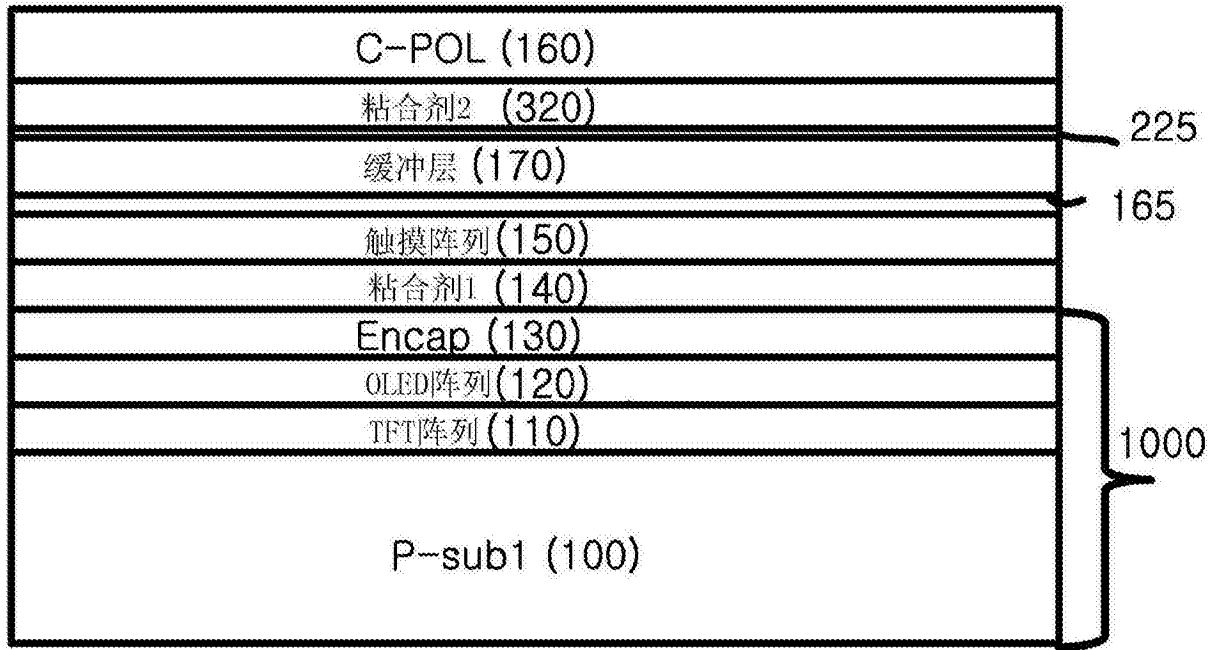 C-POL (160)
粘合剂2 (320)
225
缓冲层 (170)
165
触摸阵列(150)
粘合剂1 (140)
Encap (130)
OLED阵列(120)
TFT阵列(110)
1000
P-sub1 (100)